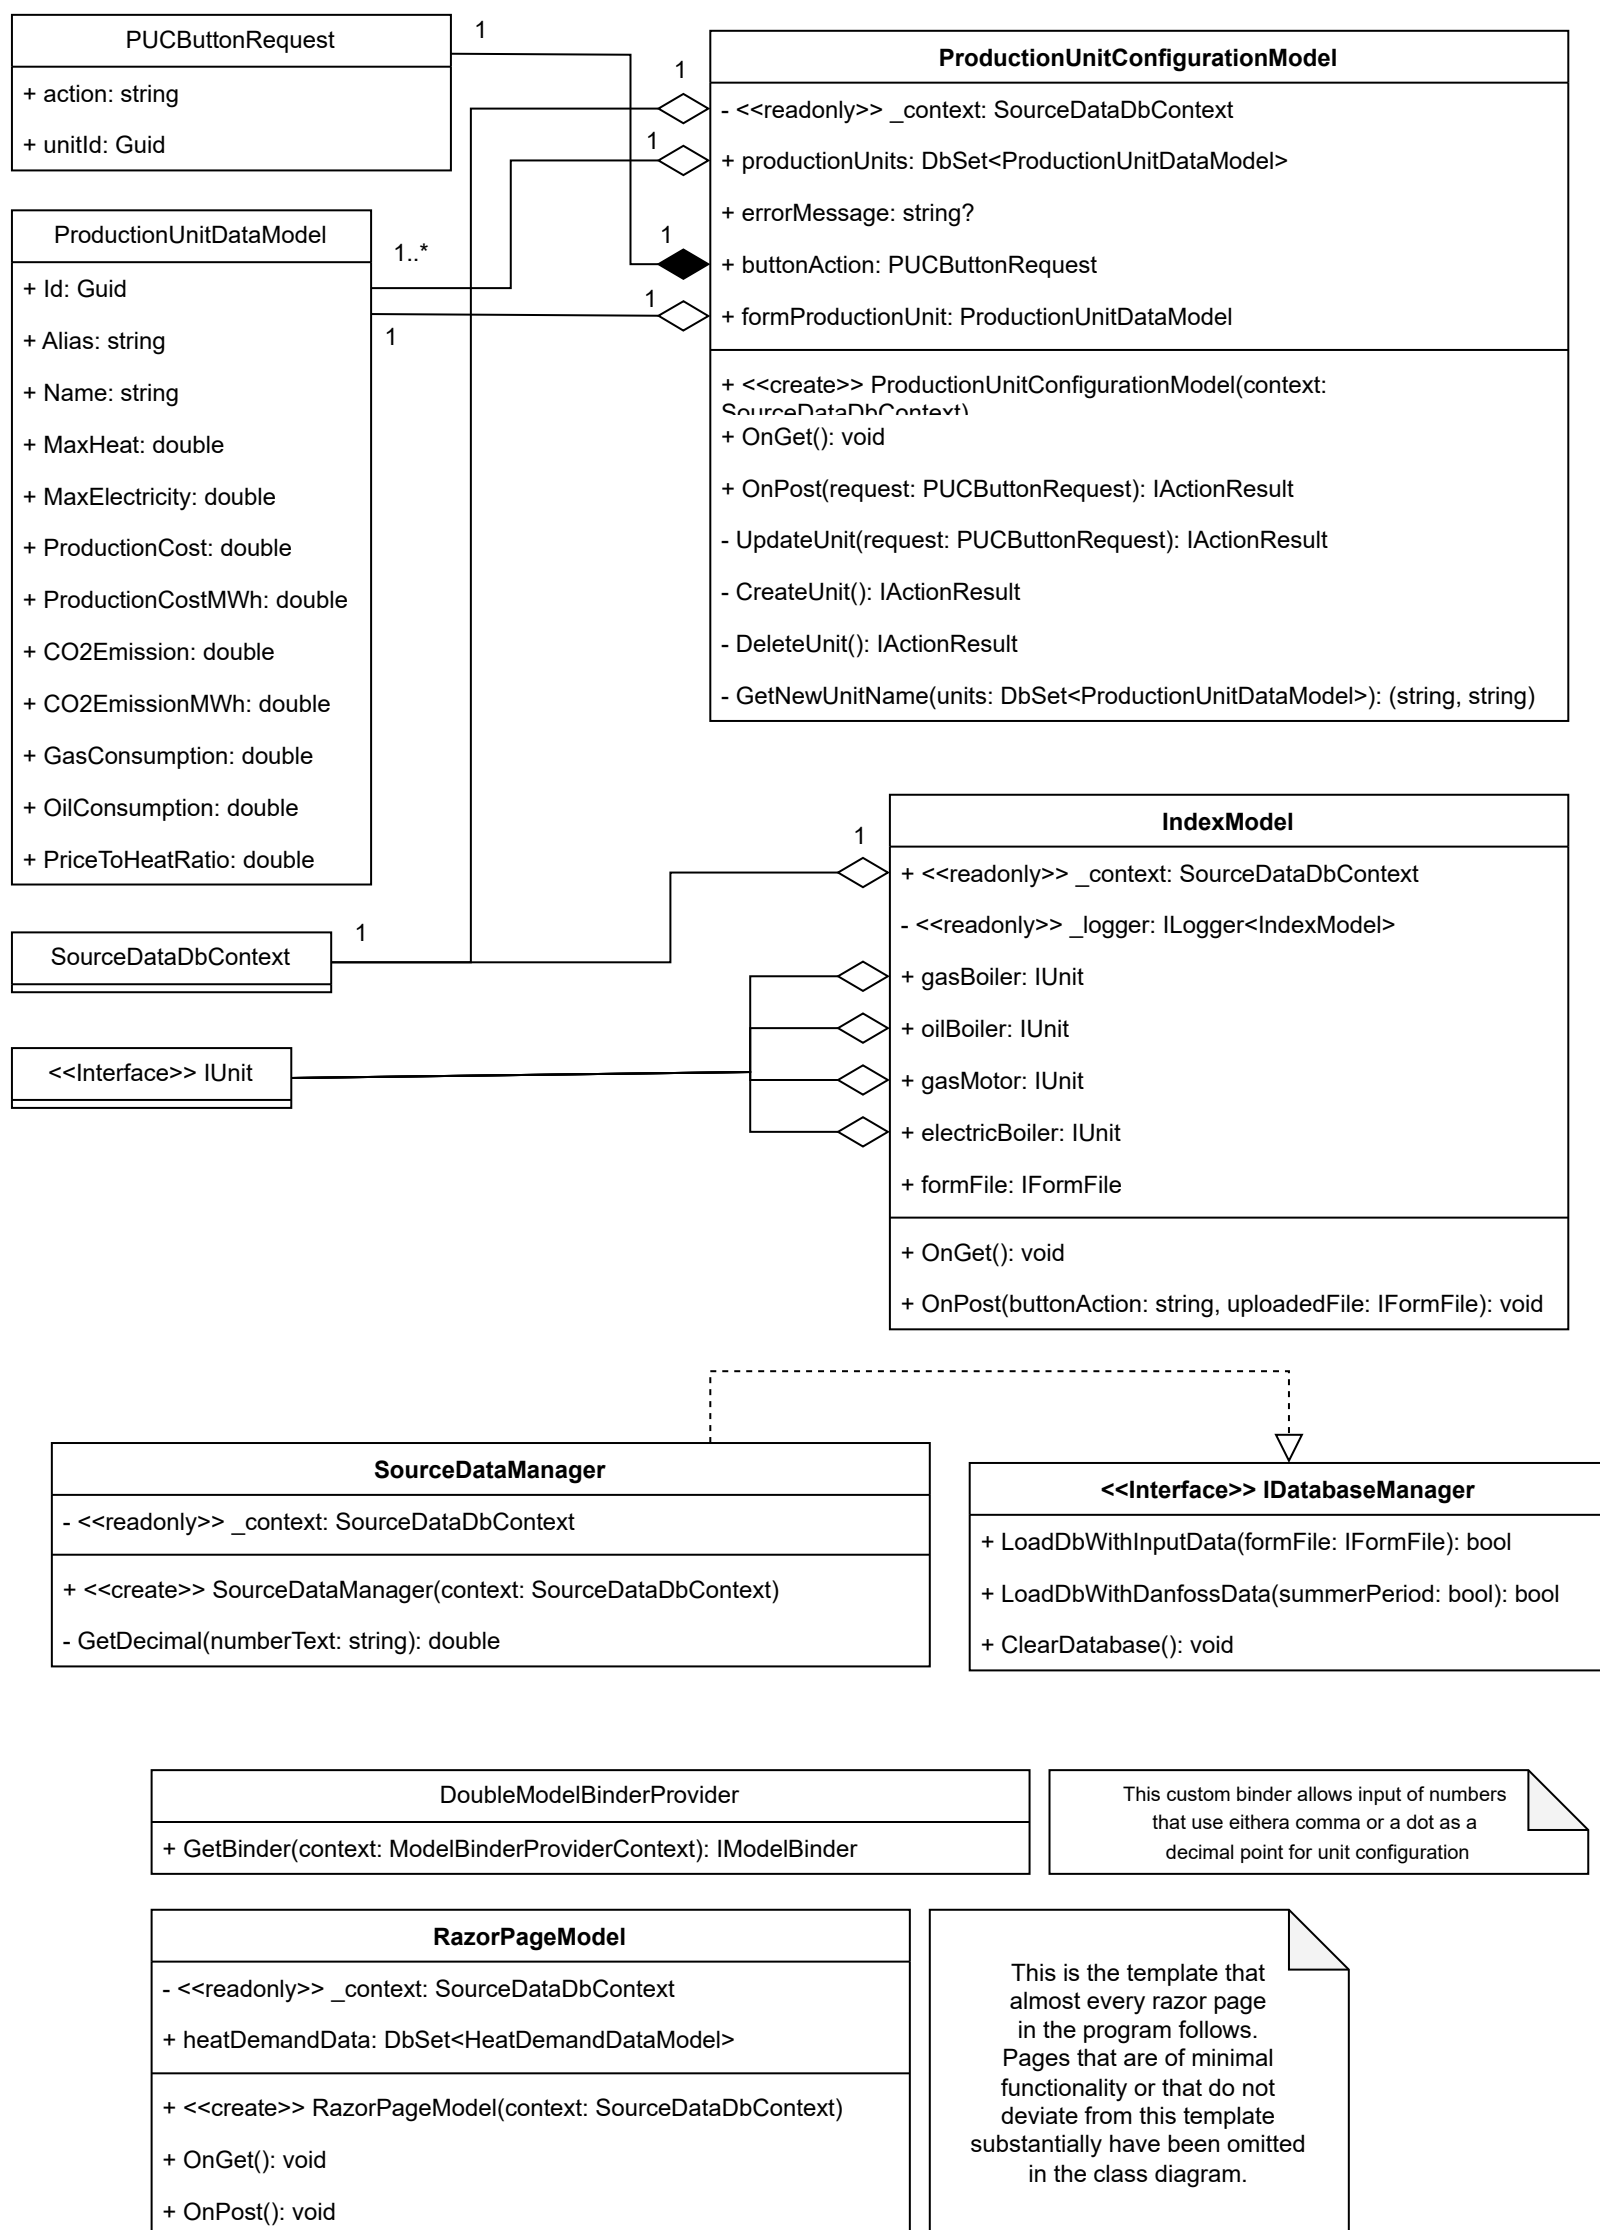 PUCButtonRequest
+ action: string
+ unitId: Guid
1
1
1
1
1
1..*
1
ProductionUnitConfigurationModel
- <<readonly>> _context: SourceDataDbContext
+ productionUnits: DbSet<ProductionUnitDataModel>
+ errorMessage: string?
+ buttonAction: PUCButtonRequest
+ formProductionUnit: ProductionUnitDataModel
+ <<create>> ProductionUnitConfigurationModel(context:
SourceDataDbContext)
+ OnGet(): void
+ OnPost(request: PUCButtonRequest): IActionResult
- UpdateUnit(request: PUCButtonRequest): IActionResult
- CreateUnit(): IActionResult
- DeleteUnit(): IActionResult
- GetNewUnitName(units: DbSet<ProductionUnitDataModel>): (string, string)
ProductionUnitDataModel
+ Id: Guid
+ Alias: string
+ Name: string
+ MaxHeat: double
+ MaxElectricity: double
+ ProductionCost: double
+ ProductionCostMWh: double
+ CO2Emission: double
+ CO2EmissionMWh: double
+ GasConsumption: double
+ OilConsumption: double
+ PriceToHeatRatio: double
SourceDataDbContext
1
1
<<Interface>> IUnit
IndexModel
+ <<readonly>> _context: SourceDataDbContext
- <<readonly>> _logger: ILogger<IndexModel>
+ gasBoiler: IUnit
+ oilBoiler: IUnit
+ gasMotor: IUnit
+ electricBoiler: IUnit
+ formFile: IFormFile
+ OnGet(): void
+ OnPost(buttonAction: string, uploadedFile: IFormFile): void
SourceDataManager
- <<readonly>> _context: SourceDataDbContext
+ <<create>> SourceDataManager(context: SourceDataDbContext)
- GetDecimal(numberText: string): double
<<Interface>> IDatabaseManager
+ LoadDbWithInputData(formFile: IFormFile): bool
+ LoadDbWithDanfossData(summerPeriod: bool): bool
+ ClearDatabase(): void
DoubleModelBinderProvider
+ GetBinder(context: ModelBinderProviderContext): IModelBinder
This custom binder allows input of numbers
that use eithera comma or a dot as a
decimal point for unit configuration
RazorPageModel
- <<readonly>> _context: SourceDataDbContext
+ heatDemandData: DbSet<HeatDemandDataModel>
+ <<create>> RazorPageModel(context: SourceDataDbContext)
+ OnGet(): void
+ OnPost(): void
This is the template that
almost every razor page
in the program follows.
Pages that are of minimal
functionality or that do not
deviate from this template
substantially have been omitted
in the class diagram.